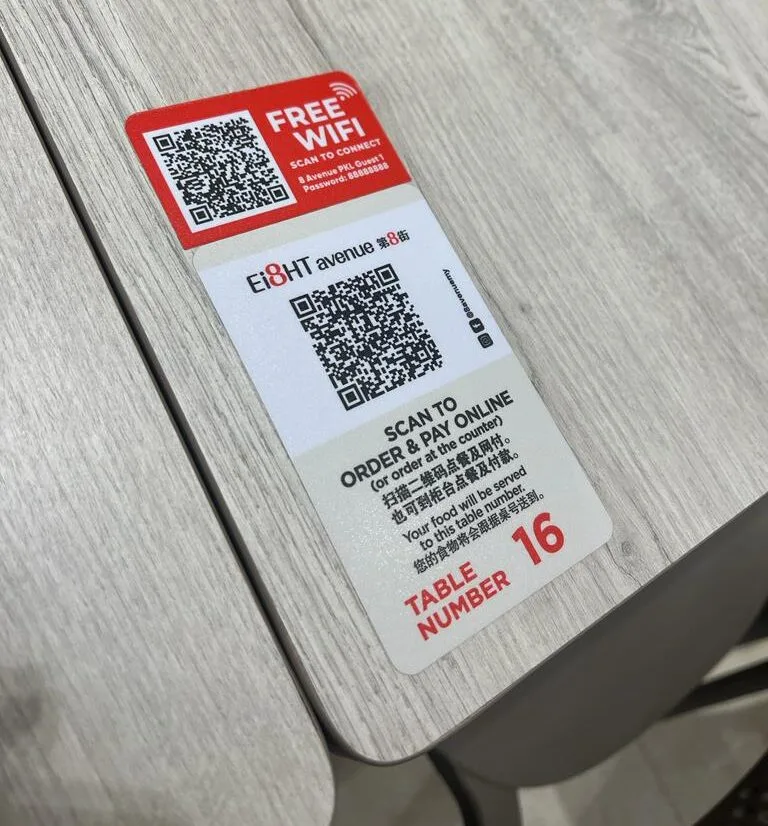 FREE
WIFI
SCAN TO CONNECT
8 Avenue PKL Guest 1
Password: 88888888
Ei8HT avenue 第8街
@8avenuemy
SCAN TO
ORDER & PAY ONLINE
(or order at the counter)
扫描二维码点餐及网付。
也可到柜台点餐及付款。
Your food will be served
to this table number.
您的食物将会根据桌号送到。
TABLE
NUMBER 16